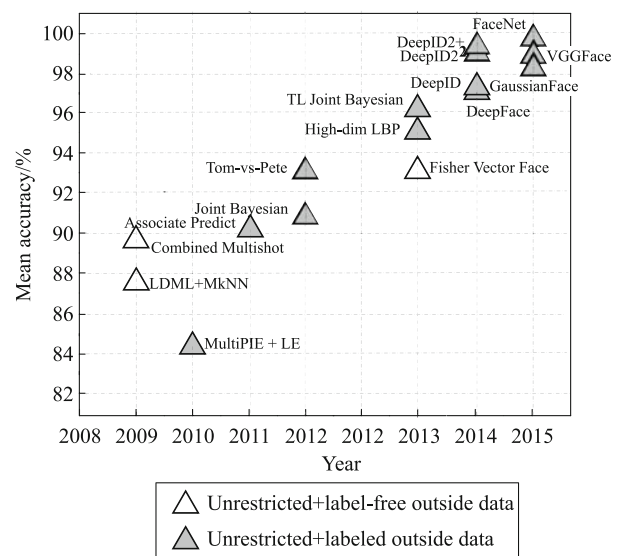 FaceNet
100
DeepID2+
DeepID2
VGGFace
98
DeepID
GaussianFace
TL Joint Bayesian
96
DeepFace
High-dim LBP
94
Tom-vs-Pete
Fisher Vector Face
92
Joint Bayesian
Associate Predict
90
Combined Multishot
88
LDML+MkNN
86
MultiPIE + LE
84
82
Mean accuracy/%
2008 2009 2010 2011 2012 2013 2014 2015
Year
Unrestricted+label-free outside data
Unrestricted+labeled outside data